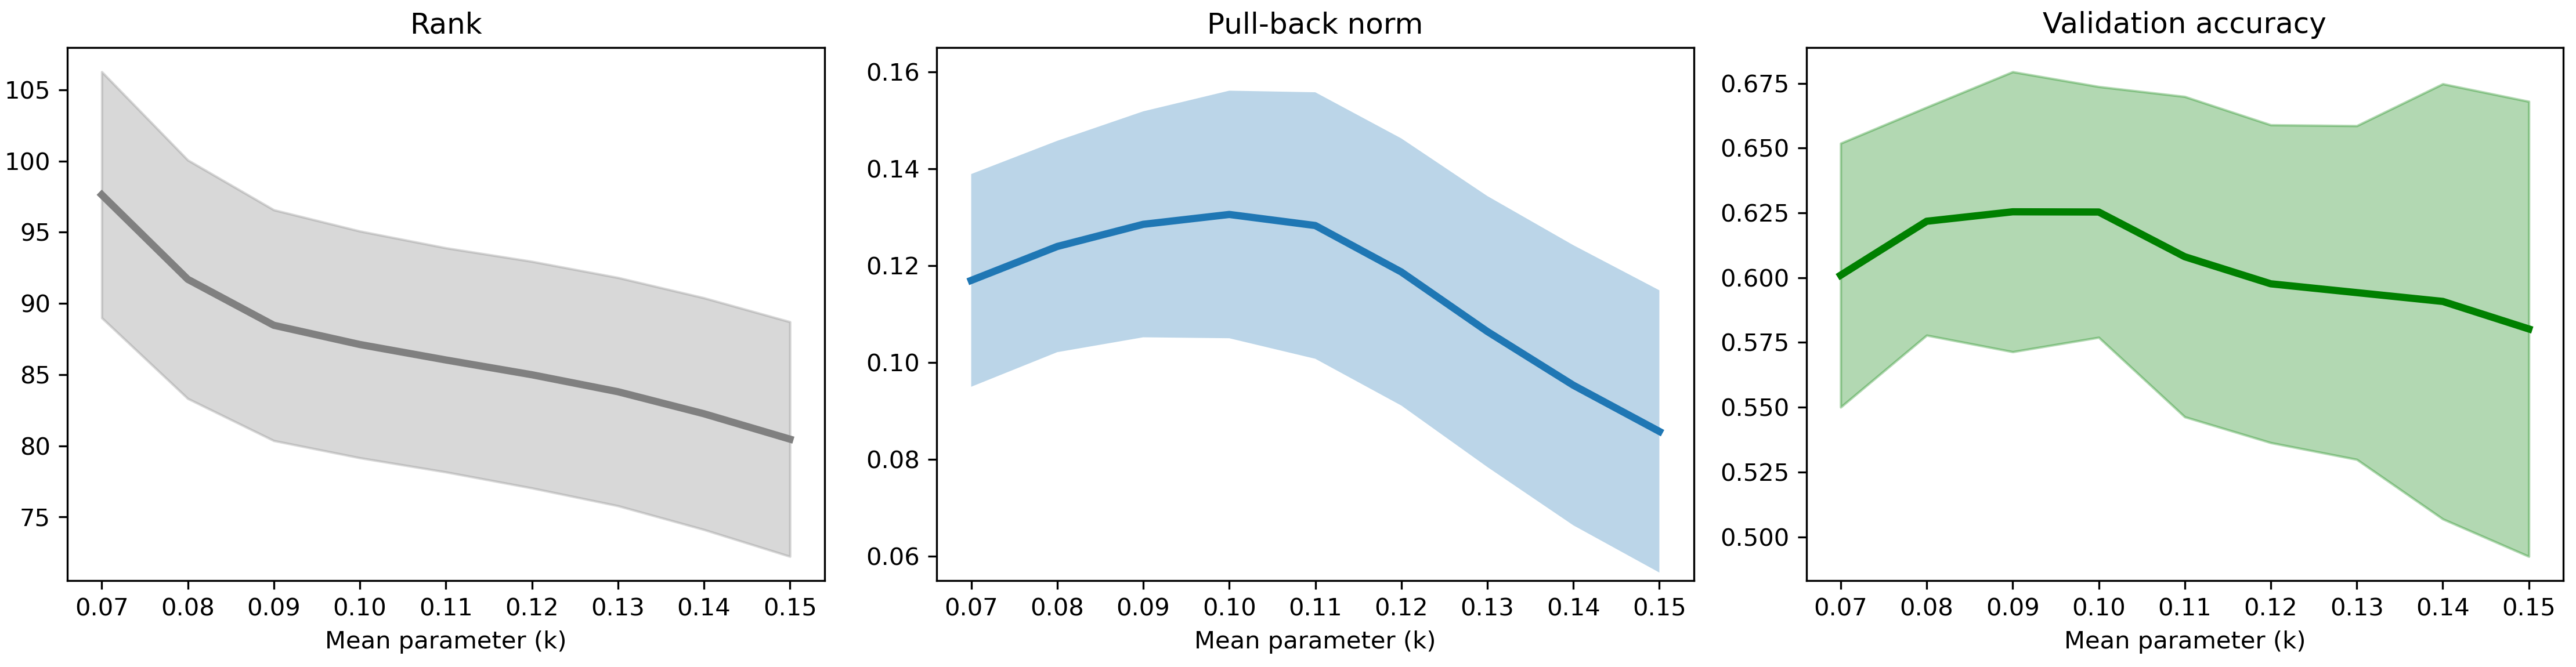 Rank
105
100
95
90
85
80
75
0.07 0.08 0.09 0.10 0.11 0.12 0.13 0.14 0.15
Mean parameter (k)
Pull-back norm
0.16
0.14
0.12
0.10
0.08
0.06
0.07 0.08 0.09 0.10 0.11 0.12 0.13 0.14 0.15
Mean parameter (k)
Validation accuracy
0.675
0.650
0.625
0.600
0.575
0.550
0.525
0.500
0.07 0.08 0.09 0.10 0.11 0.12 0.13 0.14 0.15
Mean parameter (k)